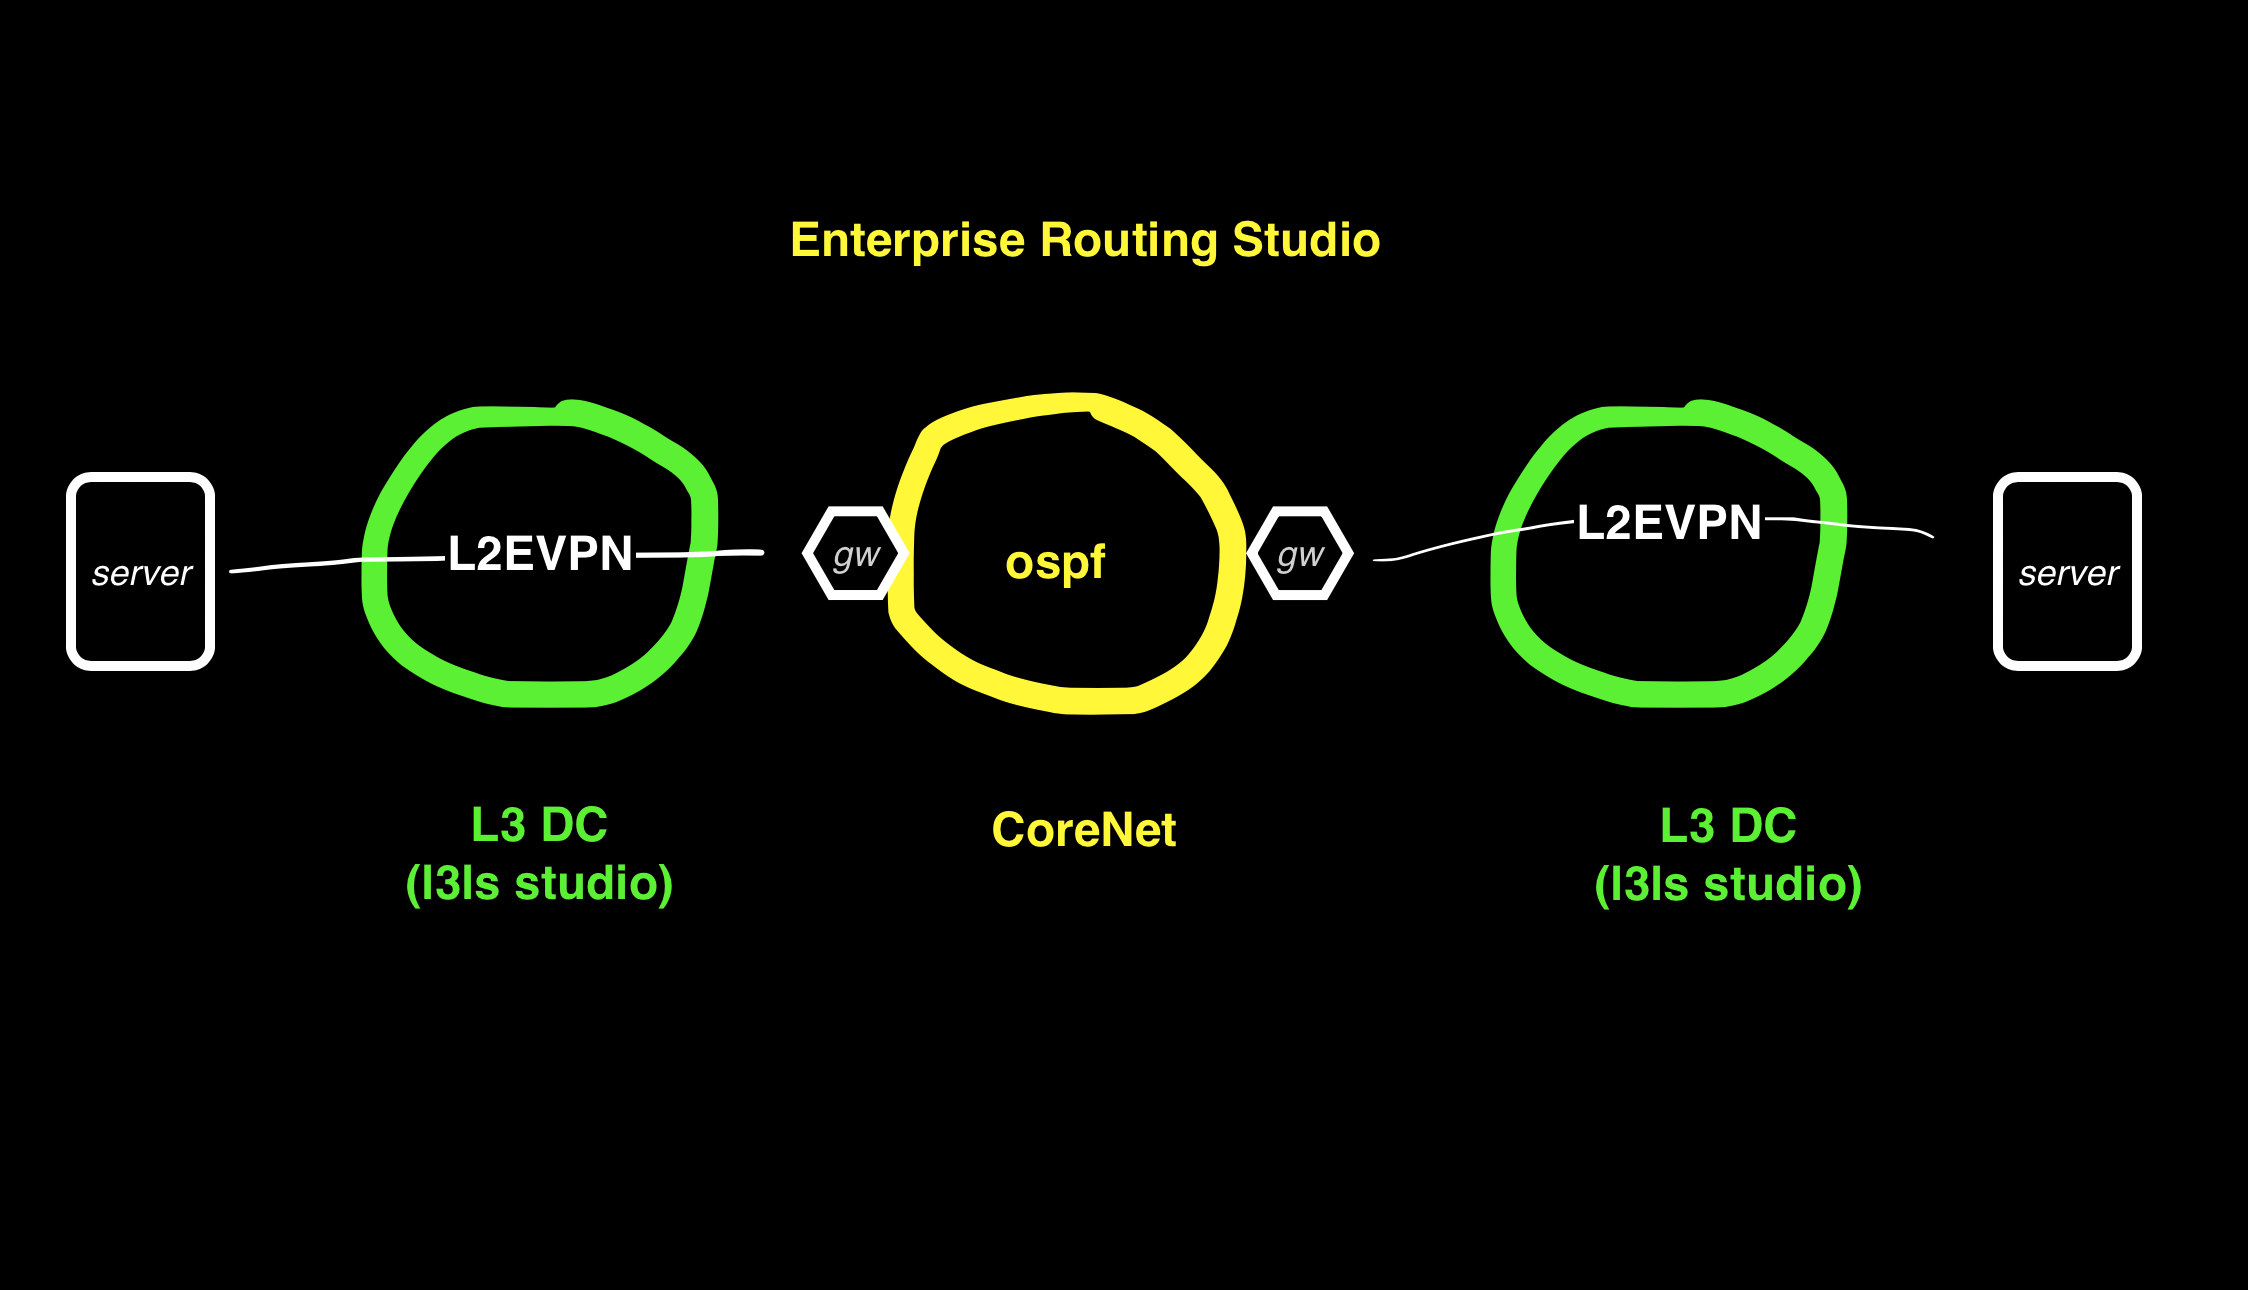 Enterprise Routing Studio
server
L2EVPN
gw
ospf
gw
L2EVPN
server
L3 DC
(l3ls studio)
CoreNet
L3 DC
(l3ls studio)